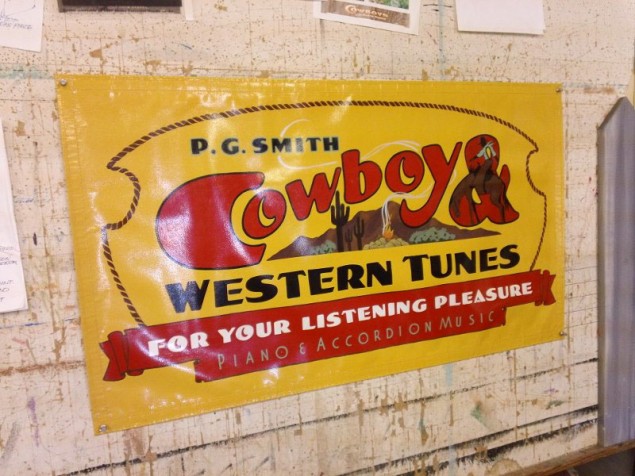 P. G. SMITH
Cowboy &
WESTERN TUNES
FOR YOUR LISTENING PLEASURE
PIANO & ACCORDION MUSIC